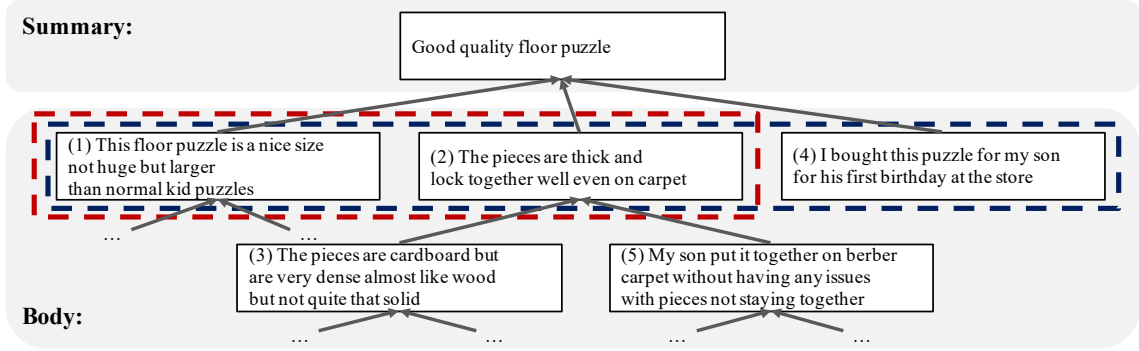 Summary:
Good quality floor puzzle
(1) This floor puzzle is a nice size
not huge but larger
than normal kid puzzles
(2) The pieces are thick and
lock together well even on carpet
(4) I bought this puzzle for my son
for his first birthday at the store
…
…
(3) The pieces are cardboard but
are very dense almost like wood
but not quite that solid
(5) My son put it together on berber
carpet without having any issues
with pieces not staying together
Body:
…
…
…
…